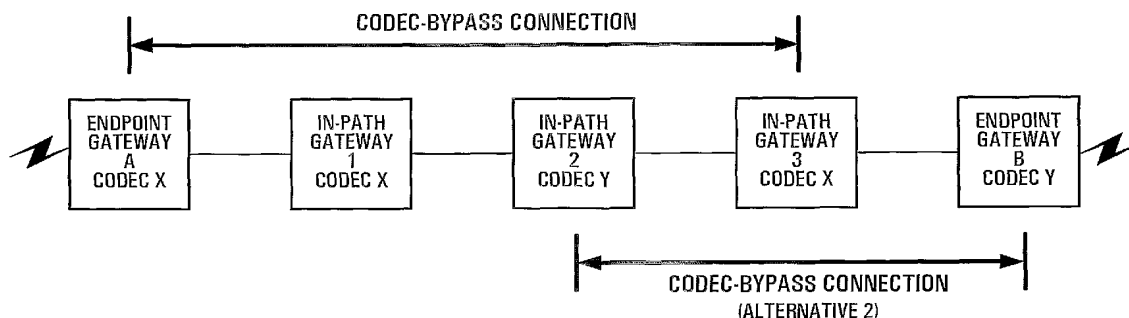 CODEC-BYPASS CONNECTION
ENDPOINT
GATEWAY
A
CODEC X
IN-PATH
GATEWAY
1
CODEC X
IN-PATH
GATEWAY
2
CODEC Y
IN-PATH
GATEWAY
3
CODEC X
ENDPOINT
GATEWAY
B
CODEC Y
CODEC-BYPASS CONNECTION
(ALTERNATIVE 2)